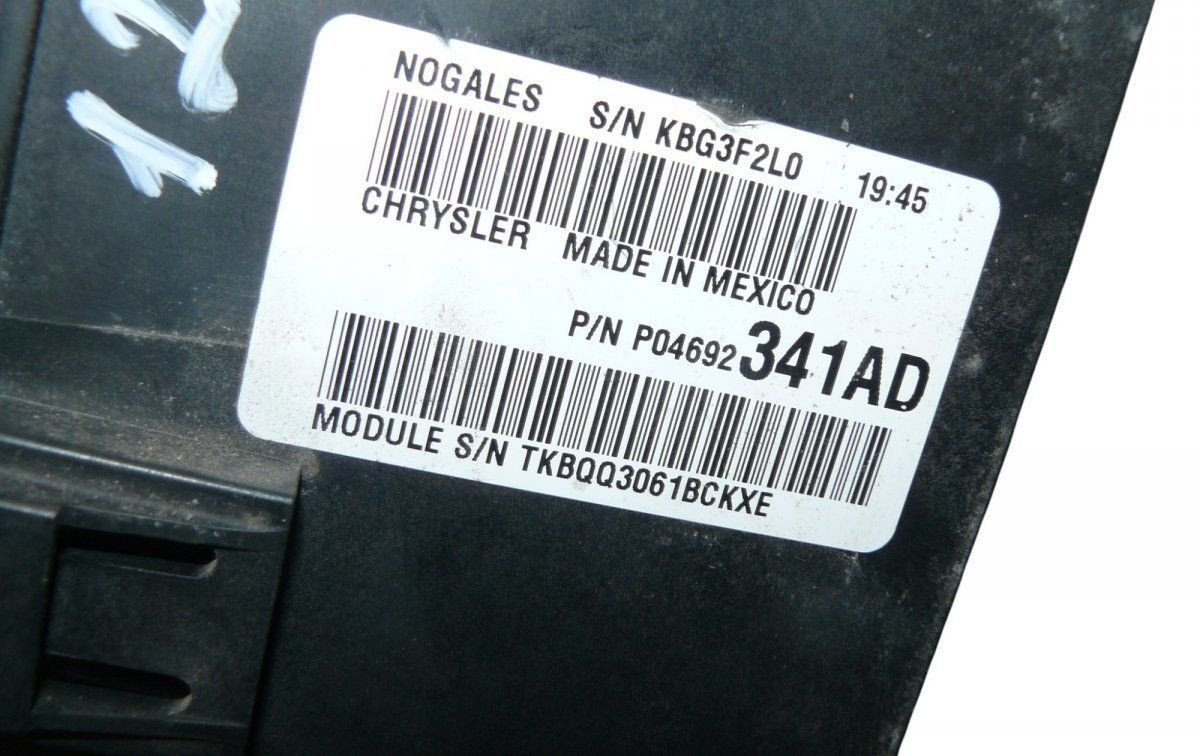 NOGALES S/N KBG3F2L0 19:45
CHRYSLER MADE IN MEXICO
P/N P04692341AD
MODULE S/N TKBQQ3061BCKXE